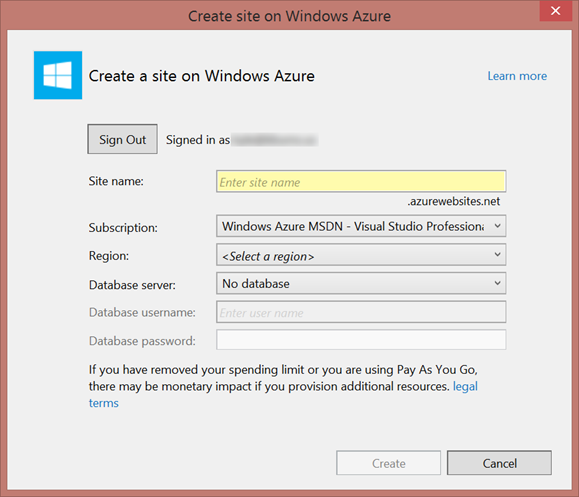 Create site on Windows Azure
Create a site on Windows Azure
Learn more
Sign Out Signed in as
Site name: Enter site name
.azurewebsites.net
Subscription: Windows Azure MSDN - Visual Studio Professiona
Region: <Select a region>
Database server: No database
Database username: Enter user name
Database password:
If you have removed your spending limit or you are using Pay As You Go,
there may be monetary impact if you provision additional resources. legal
terms
Create Cancel